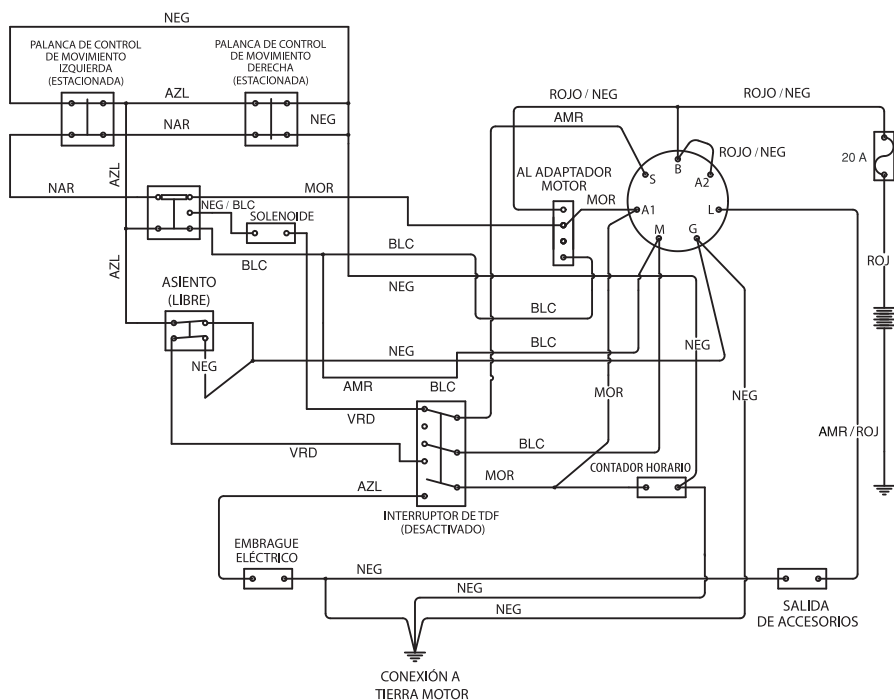 NEG
PALANCA DE CONTROL
DE MOVIMIENTO
IZQUIERDA
(ESTACIONADA)
PALANCA DE CONTROL
DE MOVIMIENTO
DERECHA
(ESTACIONADA)
AZL
NEG
NAR
ROJO / NEG
ROJO / NEG
AMR
ROJO / NEG
20 A
B
S
A2
AL ADAPTADOR
MOTOR
AZL
NAR
MOR
NEG / BLC
SOLENOIDE
MOR
A1
L
M
G
BLC
BLC
AZL
ROJ
ASIENTO
(LIBRE)
NEG
BLC
BLC
NEG
NEG
NEG
AMR
BLC
MOR
NEG
VRD
AMR / ROJ
VRD
BLC
AZL
MOR
CONTADOR HORARIO
INTERRUPTOR DE TDF
(DESACTIVADO)
EMBRAGUE
ELÉCTRICO
NEG
NEG
NEG
SALIDA
DE ACCESORIOS
CONEXIÓN A
TIERRA MOTOR